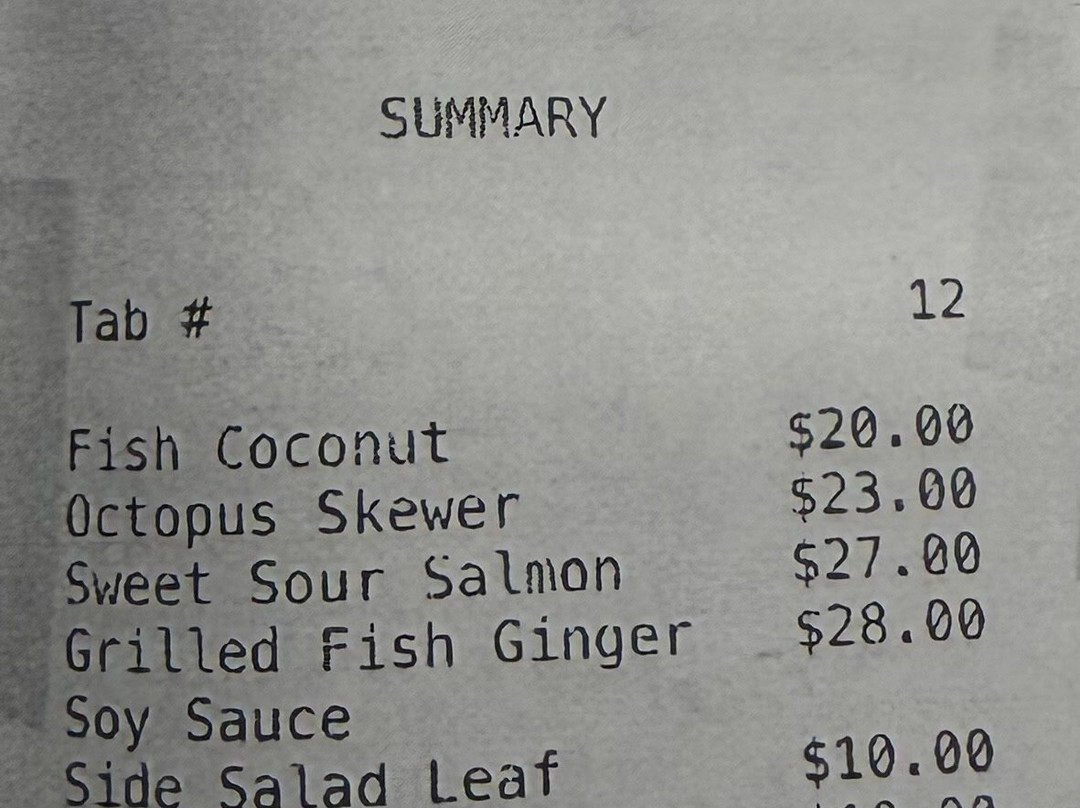 SUMMARY
Tab # 12
Fish Coconut $20.00
Octopus Skewer $23.00
Sweet Sour Salmon $27.00
Grilled Fish Ginger $28.00
Soy Sauce
Side Salad Leaf $10.00